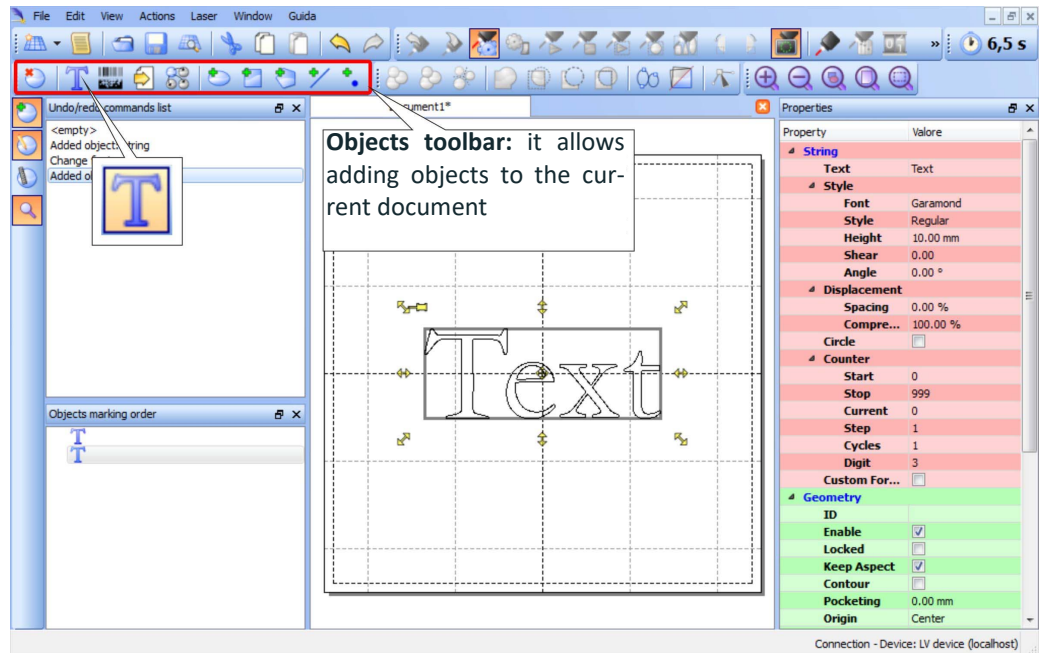 File Edit View Actions Laser Window Guida
» 6,5 s
Undo/redo commands list
<empty>
Added object: String
Change
Added
Objects marking order
T
T
T
Document1*
Objects toolbar: it allows
adding objects to the cur-
rent document
Text
Properties
Property Valore
String
Text Text
Style
Font Garamond
Style Regular
Height 10.00 mm
Shear 0.00
Angle 0.00 °
Displacement
Spacing 0.00 %
Compre... 100.00 %
Circle
Counter
Start 0
Stop 999
Current 0
Step 1
Cycles 1
Digit 3
Custom For...
Geometry
ID
Enable
Locked
Keep Aspect
Contour
Pocketing 0.00 mm
Origin Center
Connection - Device: LV device (localhost)